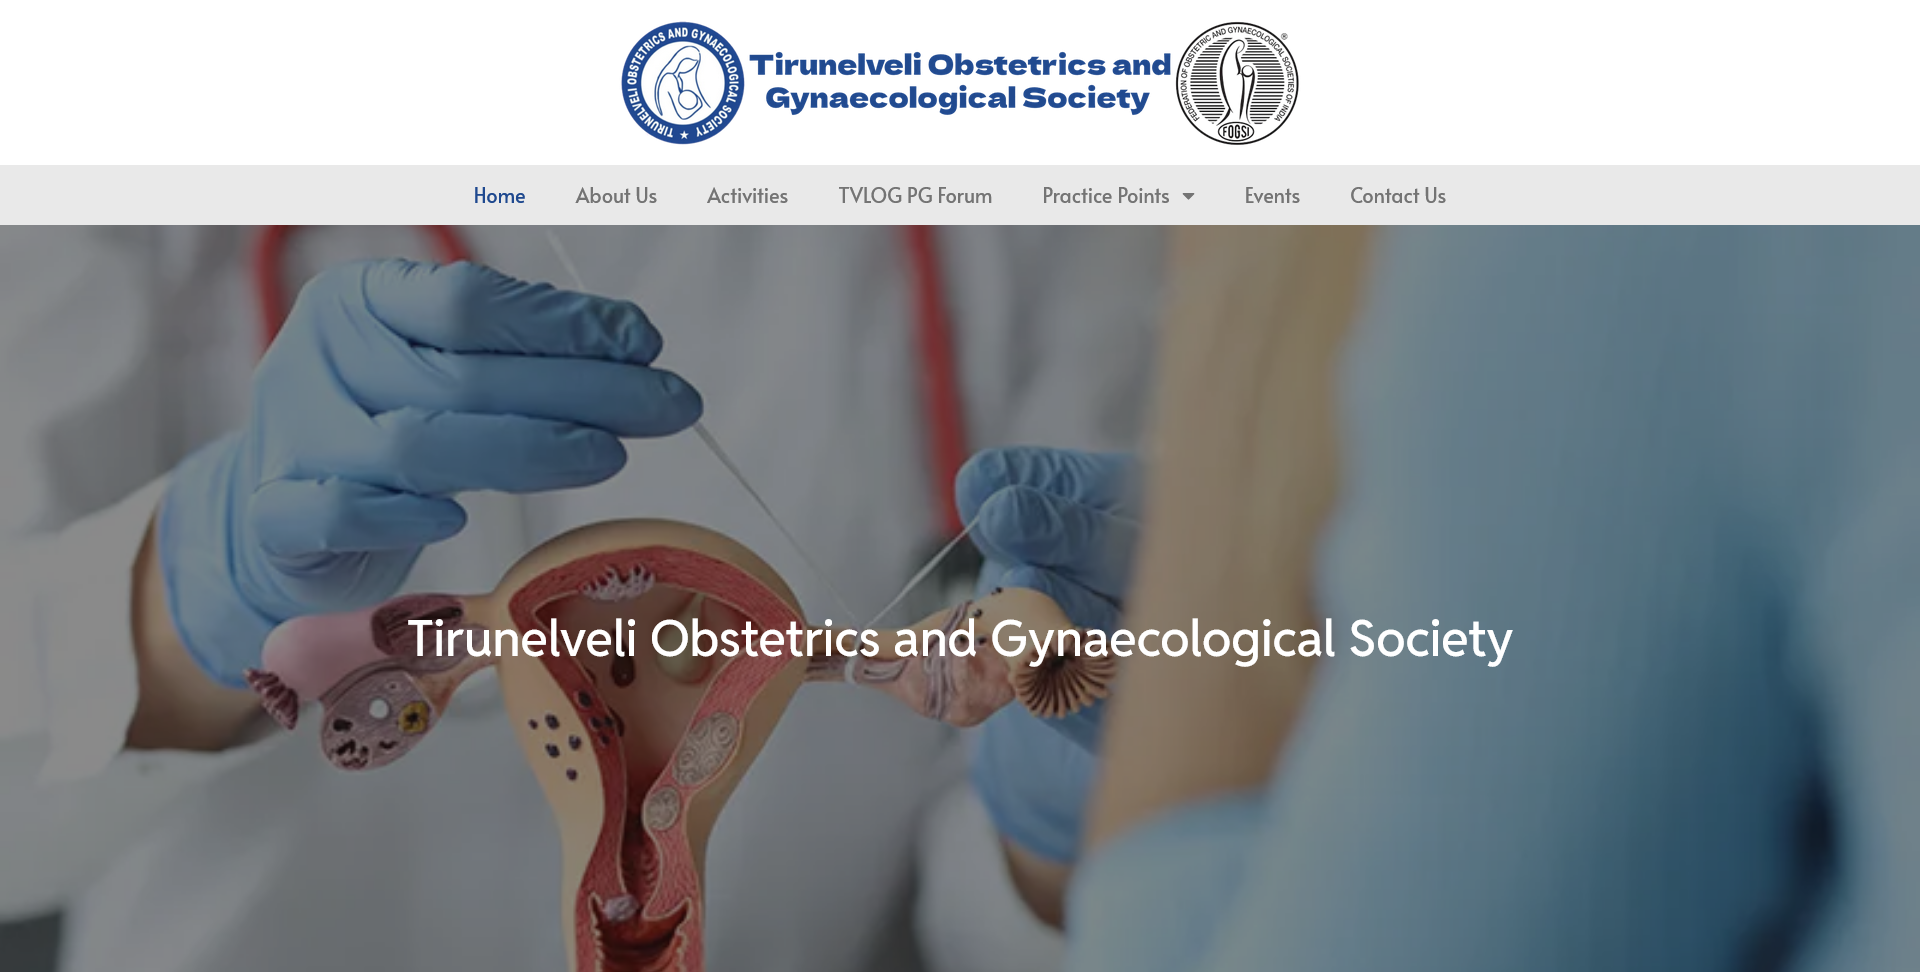 TIRUNELVELI OBSTETRICS AND GYNAECOLOGICAL SOCIETY ★
Tirunelveli Obstetrics and
Gynaecological Society
FEDERATION OF OBSTETRIC AND GYNAECOLOGICAL SOCIETIES OF INDIA
®
FOGSI
Home
About Us
Activities
TVLOG PG Forum
Practice Points
Events
Contact Us
Tirunelveli Obstetrics and Gynaecological Society